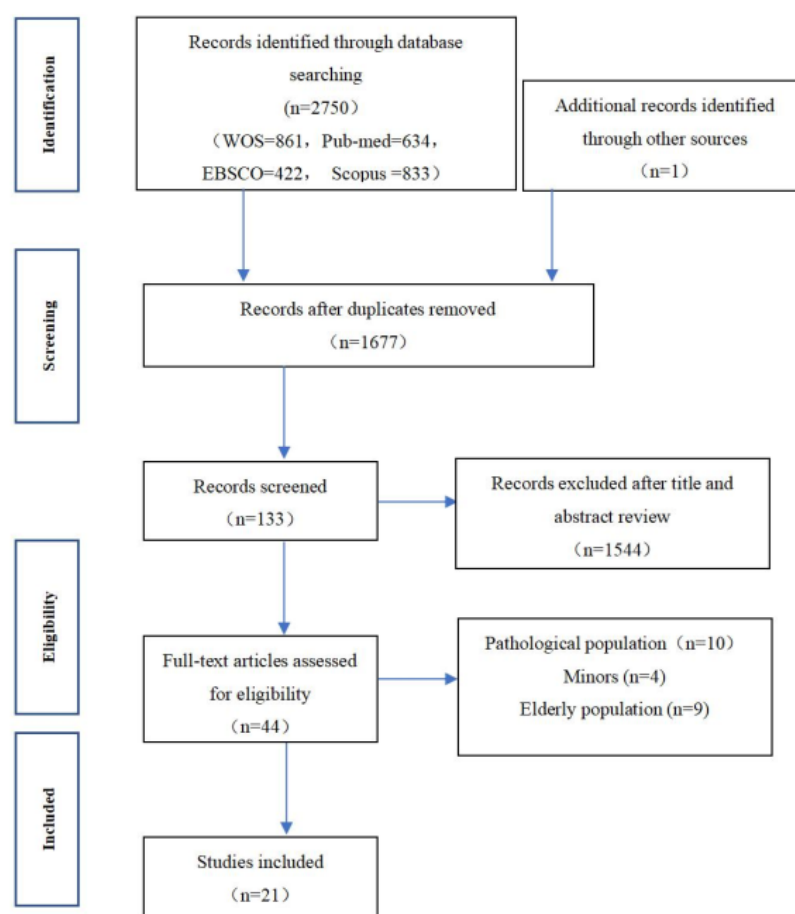 Identification
Records identified through database
searching
(n=2750）
（WOS=861，Pub-med=634，
EBSCO=422， Scopus =833）
Additional records identified
through other sources
（n=1）
Screening
Records after duplicates removed
（n=1677）
Records screened
（n=133）
Records excluded after title and
abstract review
（n=1544）
Eligibility
Full-text articles assessed
for eligibility
（n=44）
Pathological population（n=10）
Minors (n=4)
Elderly population (n=9)
Included
Studies included
（n=21）